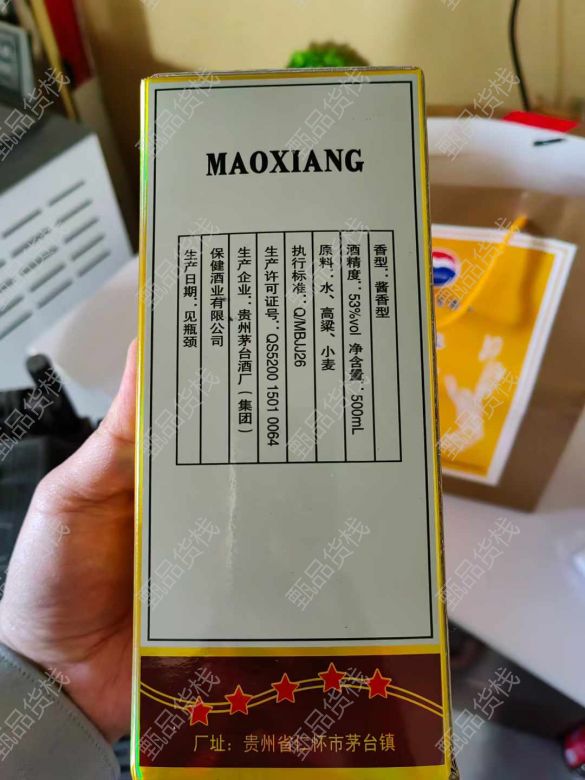 MAOXIANG
香型：酱香型
酒精度：53%vol 净含量：500mL
原料：水、高粱、小麦
执行标准：Q/MBJJ26
生产许可证号：QS5200 1501 0064
生产企业：贵州茅台酒厂（集团）
保健酒业有限公司
生产日期：见瓶颈
厂址：贵州省仁怀市茅台镇
甄品货栈